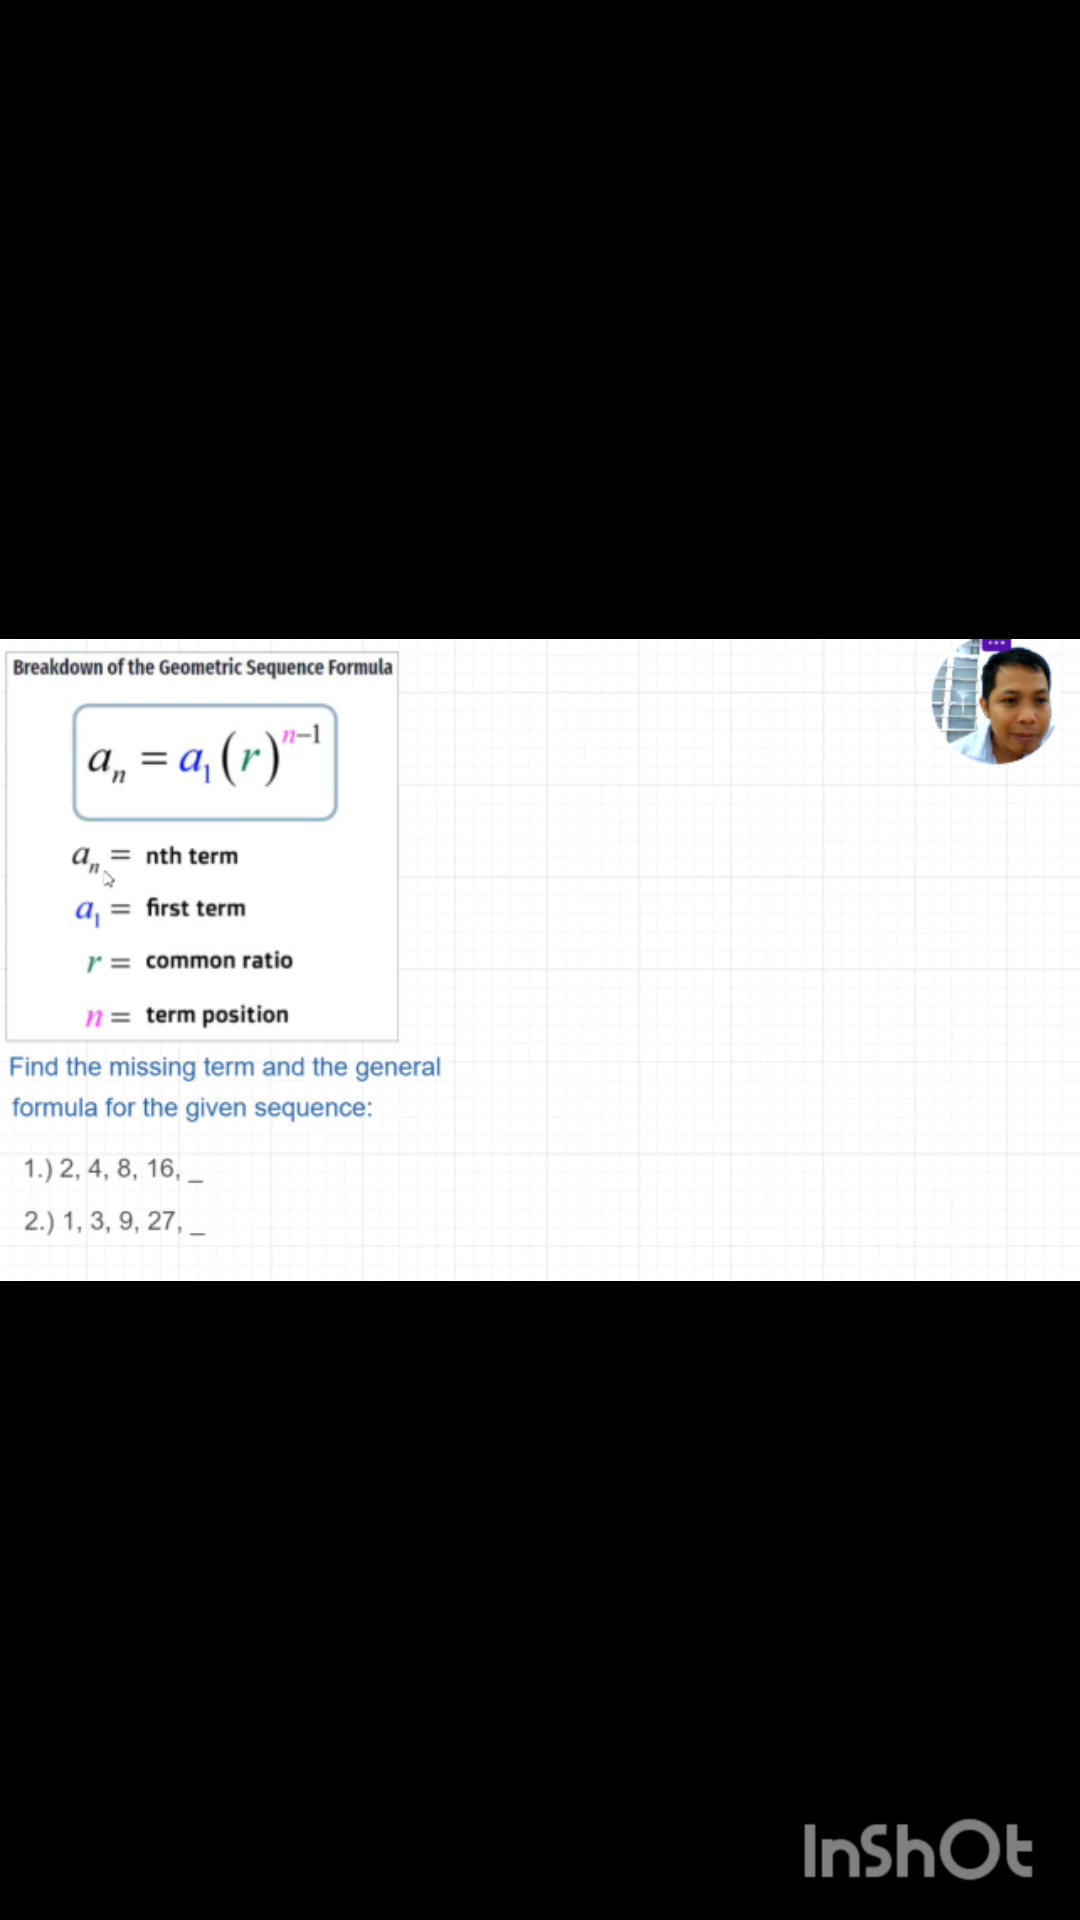 Breakdown of the Geometric Sequence Formula
aₙ = a₁(r)ⁿ⁻¹
aₙ = nth term
a₁ = first term
r = common ratio
n = term position
Find the missing term and the general
formula for the given sequence:
1.) 2, 4, 8, 16, _
2.) 1, 3, 9, 27, _
InShOt